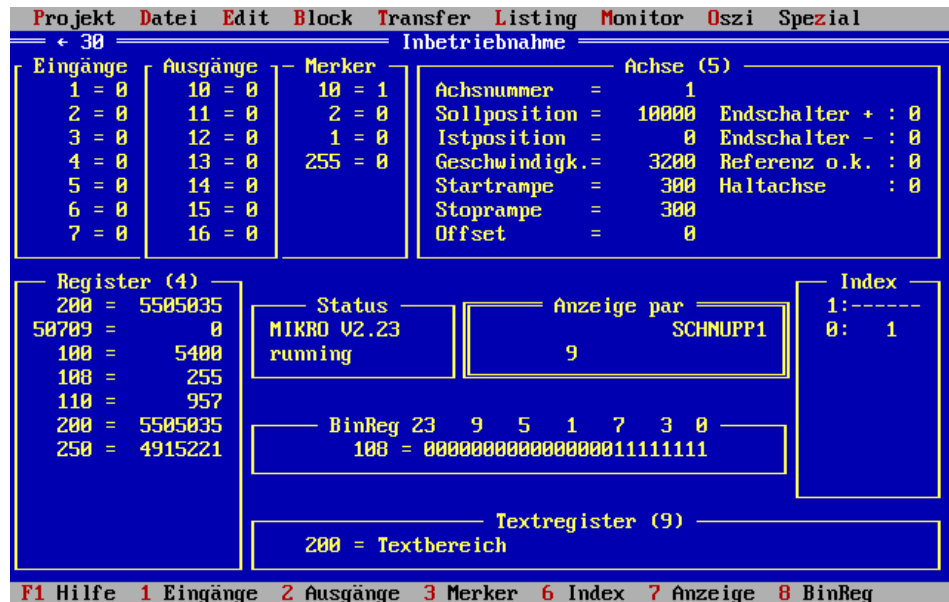 Projekt Datei Edit Block Transfer Listing Monitor Oszi Spezial
← 30 Inbetriebnahme
Eingänge Ausgänge Merker Achse (5)
1 = 0 10 = 0 10 = 1 Achsnummer = 1
2 = 0 11 = 0 2 = 0 Sollposition = 10000 Endschalter + : 0
3 = 0 12 = 0 1 = 0 Istposition = 0 Endschalter - : 0
4 = 0 13 = 0 255 = 0 Geschwindigk.= 3200 Referenz o.k. : 0
5 = 0 14 = 0 Startrampe = 300 Haltachse : 0
6 = 0 15 = 0 Stoprampe = 300
7 = 0 16 = 0 Offset = 0
Register (4) Index
200 = 5505035 Status Anzeige par 1:------
50709 = 0 MIKRO V2.23 SCHNUPP1 0: 1
100 = 5400 running 9
108 = 255
110 = 957
200 = 5505035 BinReg 23 9 5 1 7 3 0
250 = 4915221 108 = 000000000000000011111111
Textregister (9)
200 = Textbereich
F1 Hilfe 1 Eingänge 2 Ausgänge 3 Merker 6 Index 7 Anzeige 8 BinReg